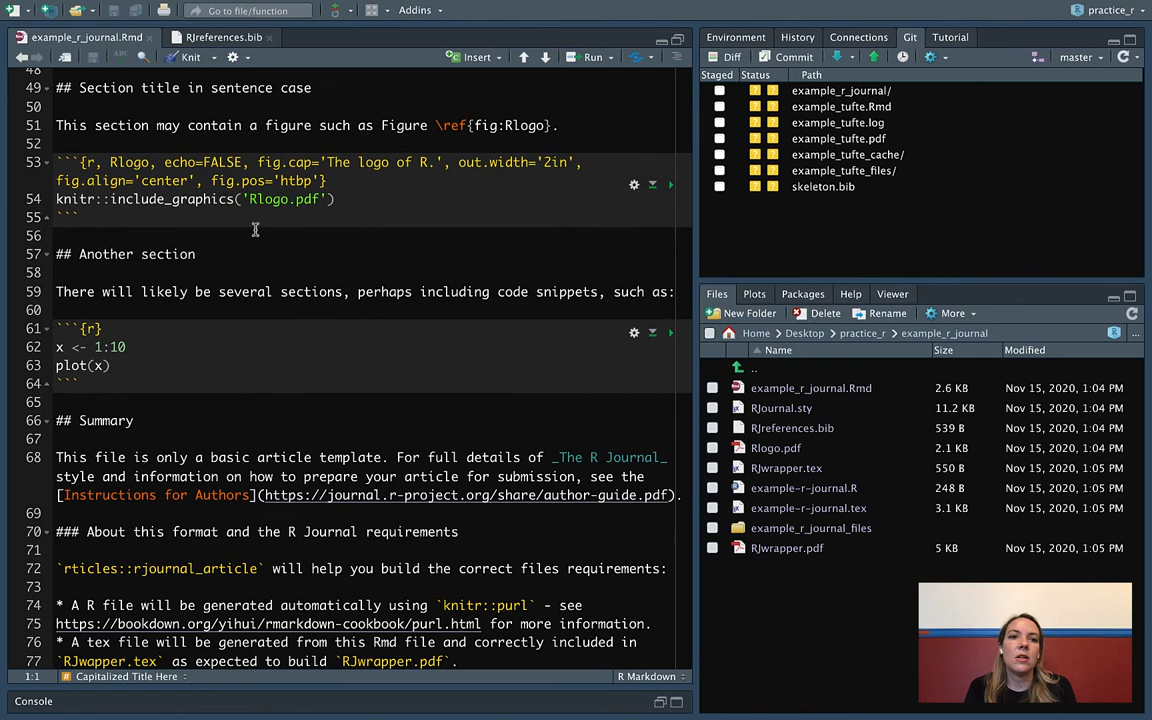 Go to file/function
Addins
practice_r
example_r_journal.Rmd
RJreferences.bib
Environment
History
Connections
Git
Tutorial
Knit
Insert
Run
Diff
Commit
master
Staged
Status
Path
48
49 ## Section title in sentence case
50
51 This section may contain a figure such as Figure \ref{fig:Rlogo}.
52
53 ```{r, Rlogo, echo=FALSE, fig.cap='The logo of R.', out.width='2in',
fig.align='center', fig.pos='htbp'}
54 knitr::include_graphics('Rlogo.pdf')
55 ```
56
57 ## Another section
58
59 There will likely be several sections, perhaps including code snippets, such as:
60
61 ```{r}
62 x <- 1:10
63 plot(x)
64 ```
65
66 ## Summary
67
68 This file is only a basic article template. For full details of _The R Journal_
style and information on how to prepare your article for submission, see the
[Instructions for Authors](https://journal.r-project.org/share/author-guide.pdf).
69
70 ### About this format and the R Journal requirements
71
72 `rticles::rjournal_article` will help you build the correct files requirements:
73
74 * A R file will be generated automatically using `knitr::purl` - see
75 https://bookdown.org/yihui/rmarkdown-cookbook/purl.html for more information.
76 * A tex file will be generated from this Rmd file and correctly included in
77 `RJwapper.tex` as expected to build `RJwrapper.pdf`.
1:1
# Capitalized Title Here
R Markdown
Console
? ? example_r_journal/
? ? example_tufte.Rmd
? ? example_tufte.log
? ? example_tufte.pdf
? ? example_tufte_cache/
? ? example_tufte_files/
? ? skeleton.bib
Files
Plots
Packages
Help
Viewer
New Folder
Delete
Rename
More
Home
Desktop
practice_r
example_r_journal
...
Name
Size
Modified
..
example_r_journal.Rmd 2.6 KB Nov 15, 2020, 1:04 PM
RJournal.sty 11.2 KB Nov 15, 2020, 1:04 PM
RJreferences.bib 539 B Nov 15, 2020, 1:04 PM
Rlogo.pdf 2.1 KB Nov 15, 2020, 1:04 PM
RJwrapper.tex 550 B Nov 15, 2020, 1:05 PM
example-r-journal.R 248 B Nov 15, 2020, 1:05 PM
example-r-journal.tex 3.1 KB Nov 15, 2020, 1:05 PM
example_r_journal_files
RJwrapper.pdf 5 KB Nov 15, 2020, 1:05 PM